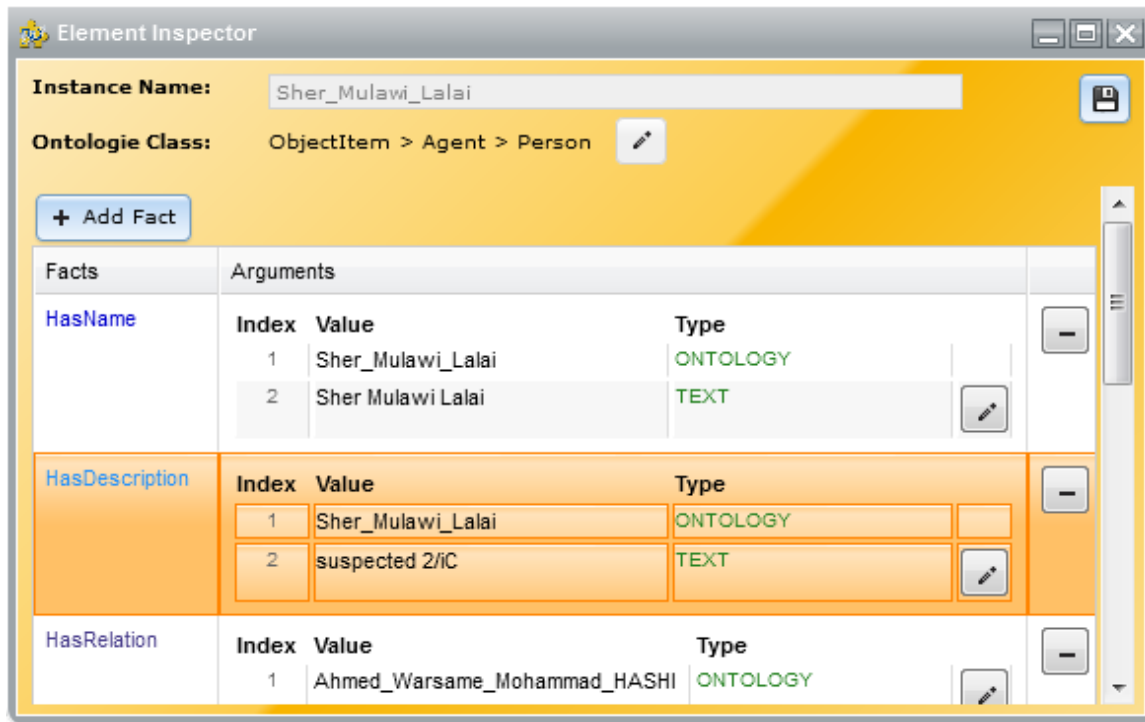 Element Inspector
Instance Name: Sher_Mulawi_Lalai
Ontologie Class: ObjectItem > Agent > Person
+ Add Fact
Facts Arguments
HasName Index Value Type
1 Sher_Mulawi_Lalai ONTOLOGY
2 Sher Mulawi Lalai TEXT
HasDescription Index Value Type
1 Sher_Mulawi_Lalai ONTOLOGY
2 suspected 2/iC TEXT
HasRelation Index Value Type
1 Ahmed_Warsame_Mohammad_HASHI ONTOLOGY